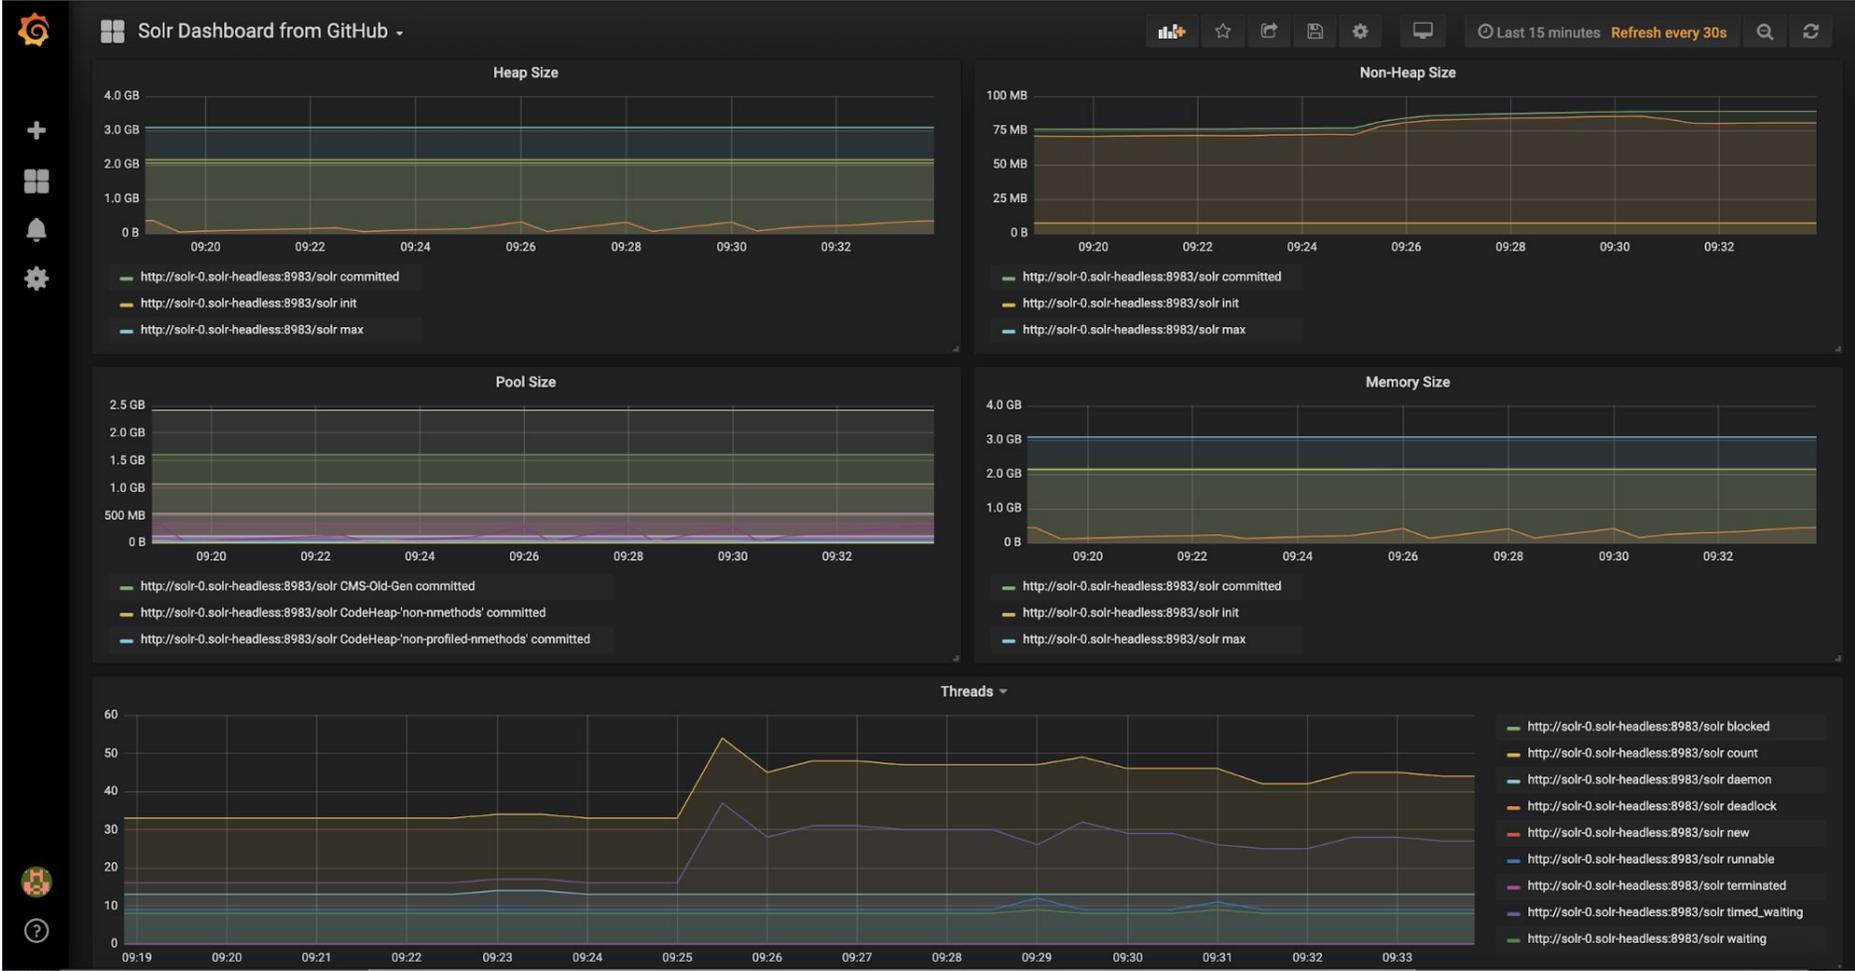 Solr Dashboard from GitHub
Last 15 minutes Refresh every 30s
Heap Size
4.0 GB
3.0 GB
2.0 GB
1.0 GB
0 B
09:20 09:22 09:24 09:26 09:28 09:30 09:32
http://solr-0.solr-headless:8983/solr committed
http://solr-0.solr-headless:8983/solr init
http://solr-0.solr-headless:8983/solr max
Non-Heap Size
100 MB
75 MB
50 MB
25 MB
0 B
09:20 09:22 09:24 09:26 09:28 09:30 09:32
http://solr-0.solr-headless:8983/solr committed
http://solr-0.solr-headless:8983/solr init
http://solr-0.solr-headless:8983/solr max
Pool Size
2.5 GB
2.0 GB
1.5 GB
1.0 GB
500 MB
0 B
09:20 09:22 09:24 09:26 09:28 09:30 09:32
http://solr-0.solr-headless:8983/solr CMS-Old-Gen committed
http://solr-0.solr-headless:8983/solr CodeHeap-'non-nmethods' committed
http://solr-0.solr-headless:8983/solr CodeHeap-'non-profiled-nmethods' committed
Memory Size
4.0 GB
3.0 GB
2.0 GB
1.0 GB
0 B
09:20 09:22 09:24 09:26 09:28 09:30 09:32
http://solr-0.solr-headless:8983/solr committed
http://solr-0.solr-headless:8983/solr init
http://solr-0.solr-headless:8983/solr max
Threads
60
50
40
30
20
10
0
09:19 09:20 09:21 09:22 09:23 09:24 09:25 09:26 09:27 09:28 09:29 09:30 09:31 09:32 09:33
http://solr-0.solr-headless:8983/solr blocked
http://solr-0.solr-headless:8983/solr count
http://solr-0.solr-headless:8983/solr daemon
http://solr-0.solr-headless:8983/solr deadlock
http://solr-0.solr-headless:8983/solr new
http://solr-0.solr-headless:8983/solr runnable
http://solr-0.solr-headless:8983/solr terminated
http://solr-0.solr-headless:8983/solr timed_waiting
http://solr-0.solr-headless:8983/solr waiting